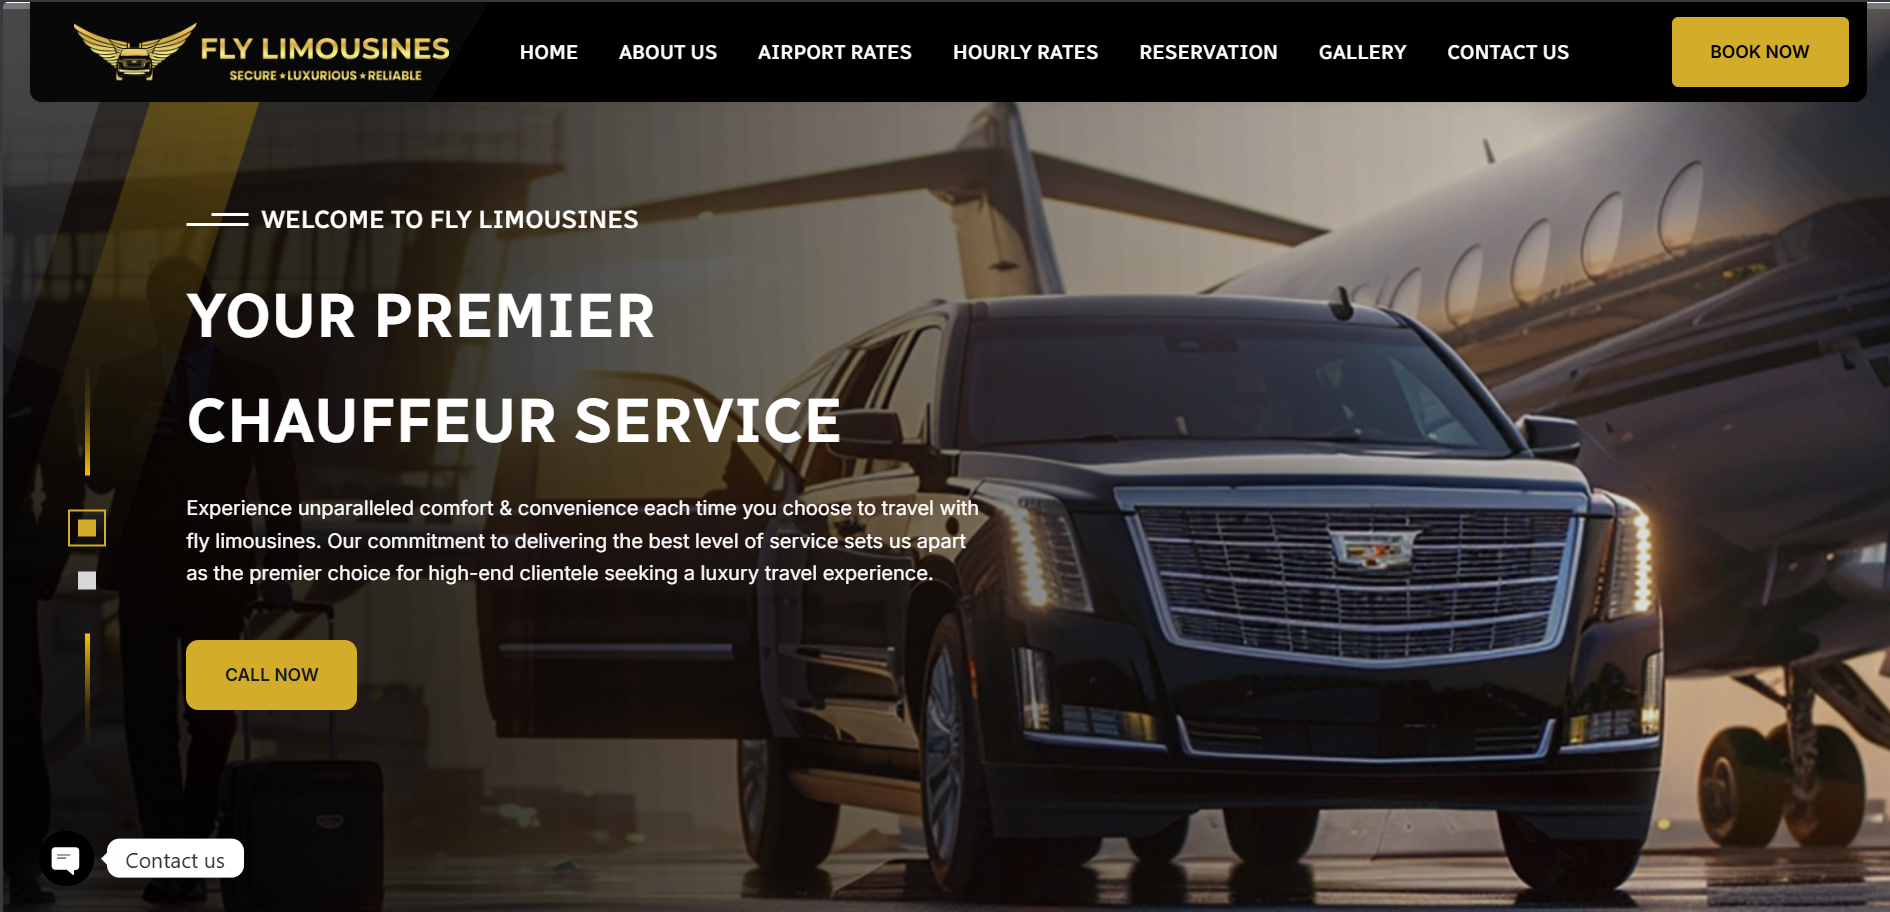 FLY LIMOUSINES
SECURE ★ LUXURIOUS ★ RELIABLE
HOME
ABOUT US
AIRPORT RATES
HOURLY RATES
RESERVATION
GALLERY
CONTACT US
BOOK NOW
WELCOME TO FLY LIMOUSINES
YOUR PREMIER
CHAUFFEUR SERVICE
Experience unparalleled comfort & convenience each time you choose to travel with
fly limousines. Our commitment to delivering the best level of service sets us apart
as the premier choice for high-end clientele seeking a luxury travel experience.
CALL NOW
Contact us